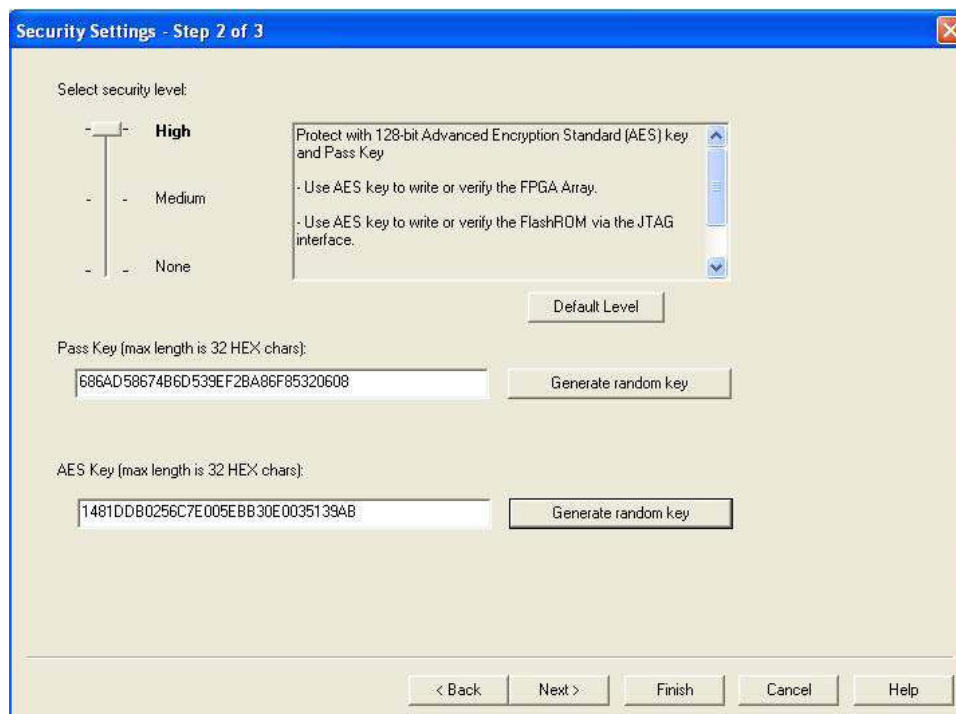 Security Settings - Step 2 of 3
Select security level:
High
Medium
None
Protect with 128-bit Advanced Encryption Standard (AES) key
and Pass Key
- Use AES key to write or verify the FPGA Array.
- Use AES key to write or verify the FlashROM via the JTAG
interface.
Default Level
Pass Key (max length is 32 HEX chars):
686AD58674B6D539EF2BA86F85320608
Generate random key
AES Key (max length is 32 HEX chars):
1481DDB0256C7E005EBB30E0035139AB
Generate random key
< Back
Next >
Finish
Cancel
Help